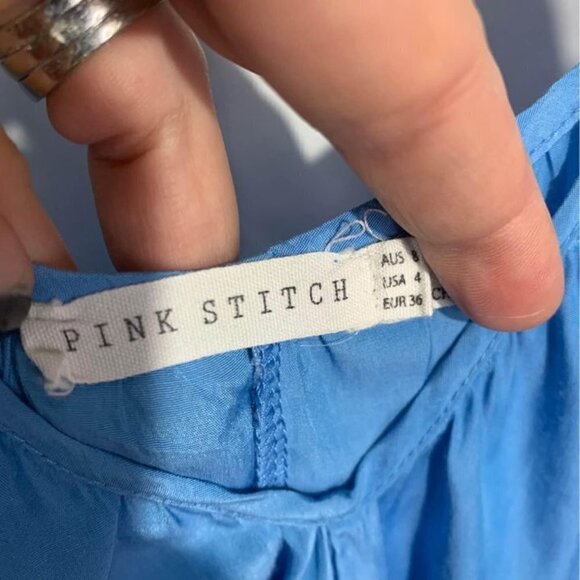 PINK STITCH
AUS 8
USA 4
EUR 36